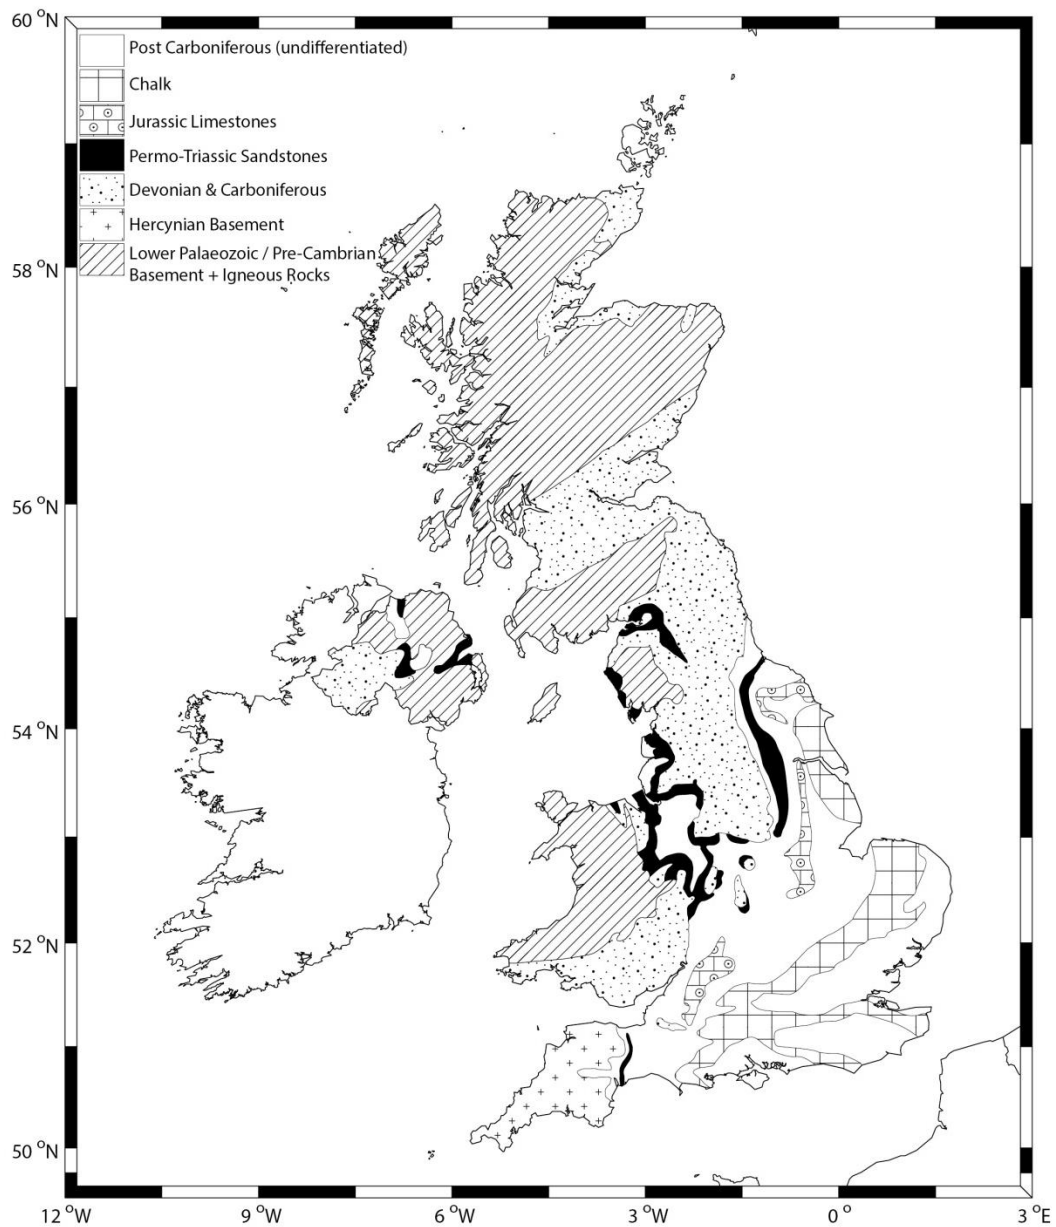 60 °N
Post Carboniferous (undifferentiated)
Chalk
Jurassic Limestones
Permo-Triassic Sandstones
Devonian & Carboniferous
Hercynian Basement
Lower Palaeozoic / Pre-Cambrian
Basement + Igneous Rocks
58 °N
56 °N
54 °N
52 °N
50 °N
12 °W
9 °W
6 °W
3 °W
0 °
3 °E